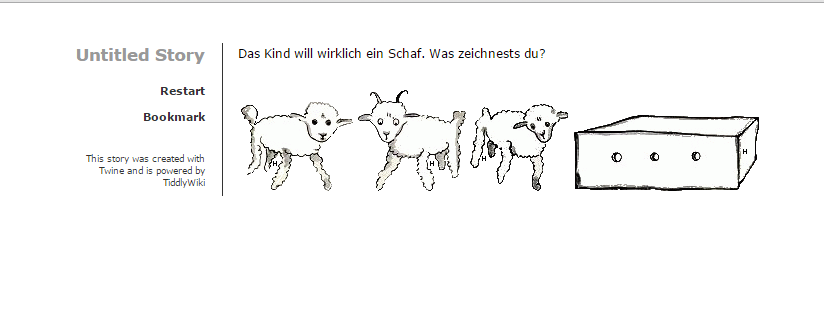 Untitled Story
Restart
Bookmark
This story was created with
Twine and is powered by
TiddlyWiki
Das Kind will wirklich ein Schaf. Was zeichnests du?
H
H
H
H